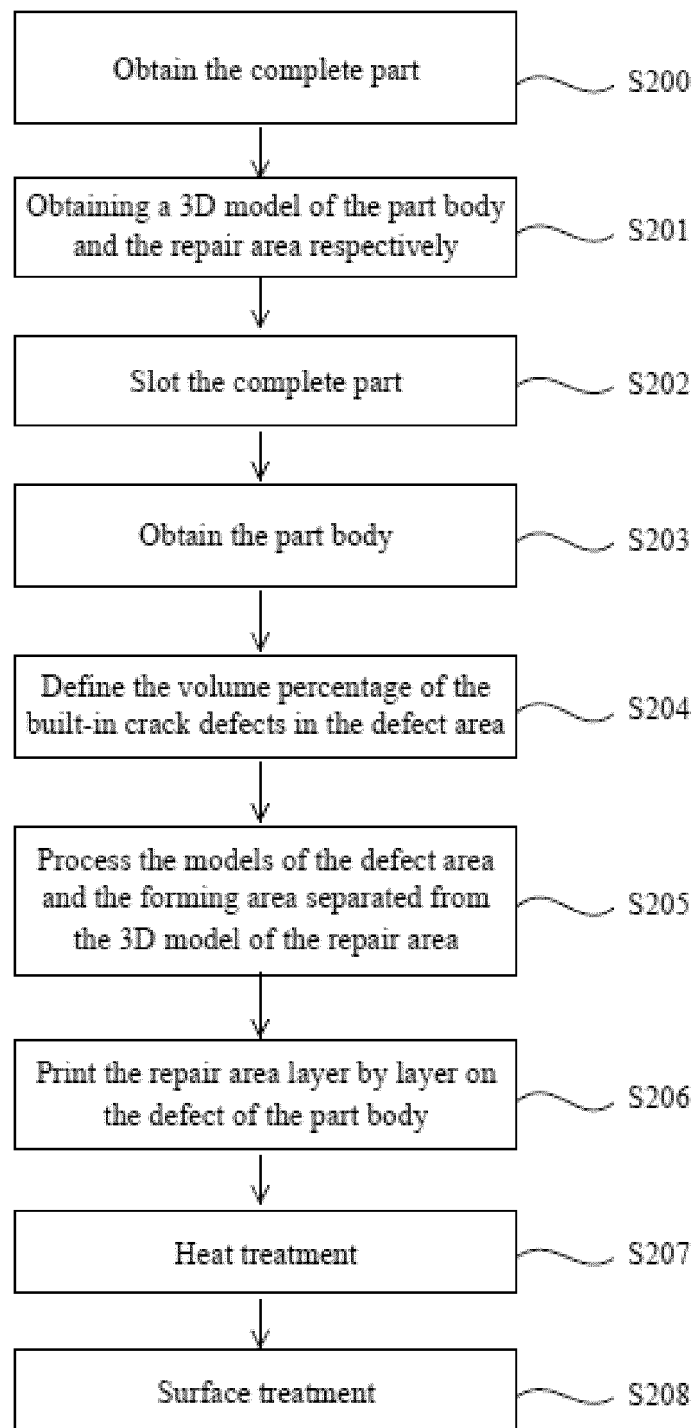 Obtain the complete part
S200
Obtaining a 3D model of the part body
and the repair area respectively
S201
Slot the complete part
S202
Obtain the part body
S203
Define the volume percentage of the
built-in crack defects in the defect area
S204
Process the models of the defect area
and the forming area separated from
the 3D model of the repair area
S205
Print the repair area layer by layer on
the defect of the part body
S206
Heat treatment
S207
Surface treatment
S208